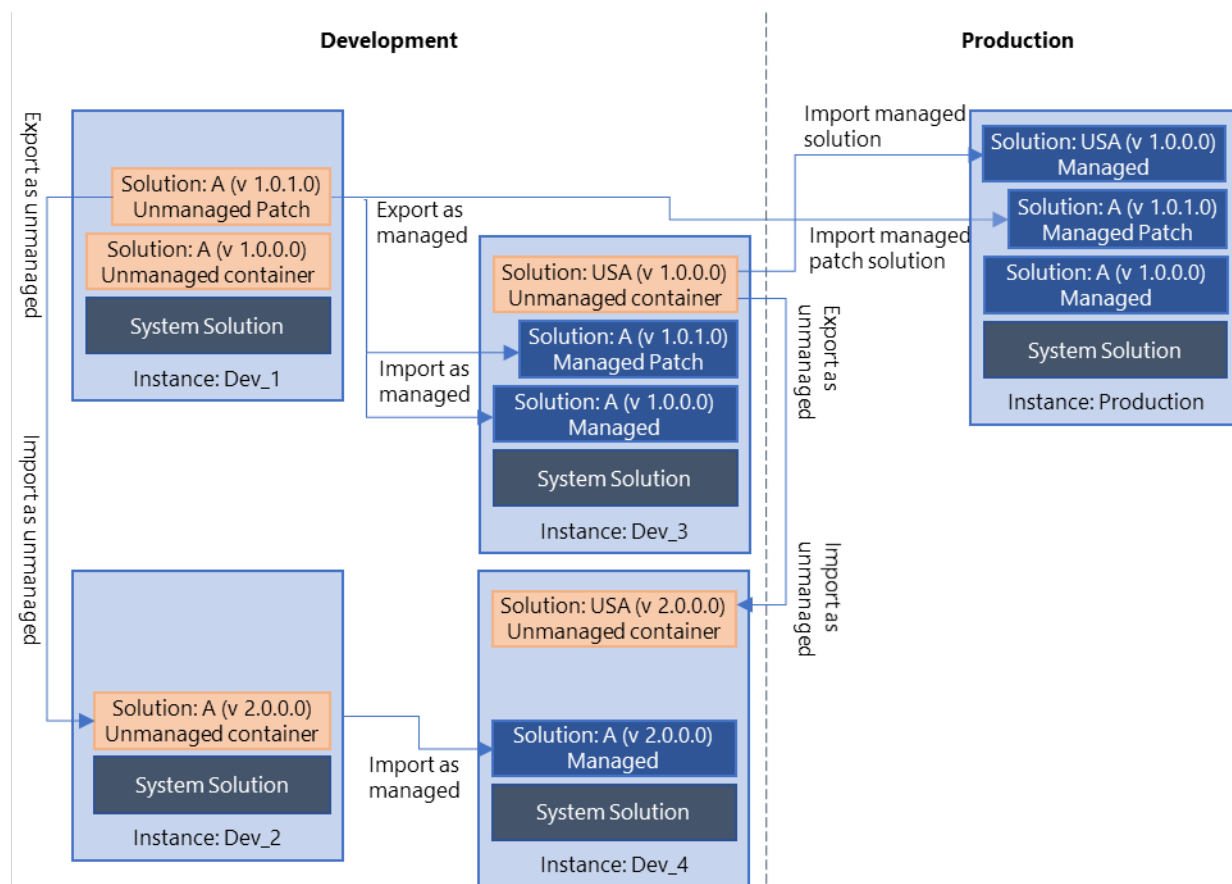 Development
Production
Export as unmanaged
Import as unmanaged
Solution: A (v 1.0.1.0)
Unmanaged Patch
Solution: A (v 1.0.0.0)
Unmanaged container
System Solution
Instance: Dev_1
Export as
managed
Import as
managed
Solution: USA (v 1.0.0.0)
Unmanaged container
Solution: A (v 1.0.1.0)
Managed Patch
Solution: A (v 1.0.0.0)
Managed
System Solution
Instance: Dev_3
Import managed
solution
Import managed
patch solution
Export as
unmanaged
Import as
unmanaged
Solution: USA (v 1.0.0.0)
Managed
Solution: A (v 1.0.1.0)
Managed Patch
Solution: A (v 1.0.0.0)
Managed
System Solution
Instance: Production
Solution: A (v 2.0.0.0)
Unmanaged container
System Solution
Instance: Dev_2
Import as
managed
Solution: USA (v 2.0.0.0)
Unmanaged container
Solution: A (v 2.0.0.0)
Managed
System Solution
Instance: Dev_4